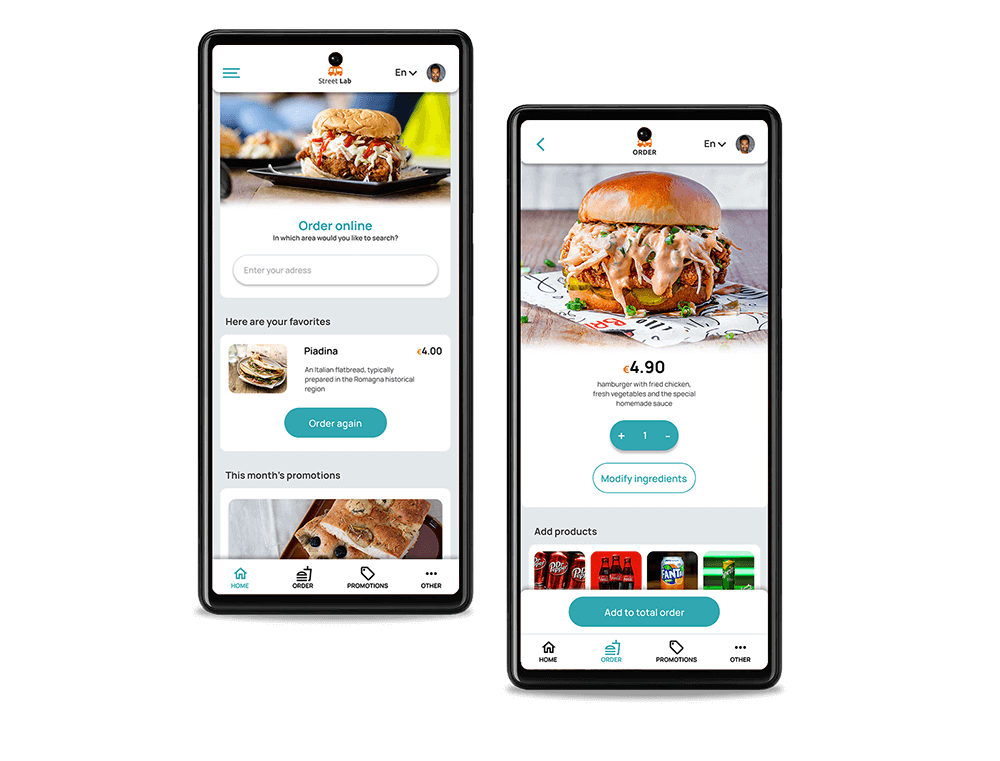 Street Lab
En
Order online
In which area would you like to search?
Enter your adress
Here are your favorites
Piadina
€4.00
An Italian flatbread, typically
prepared in the Romagna historical
region
Order again
This month's promotions
HOME
ORDER
PROMOTIONS
OTHER
ORDER
En
€4.90
hamburger with fried chicken,
fresh vegetables and the special
homemade sauce
+ 1 -
Modify ingredients
Add products
FANTA
Add to total order
HOME
ORDER
PROMOTIONS
OTHER